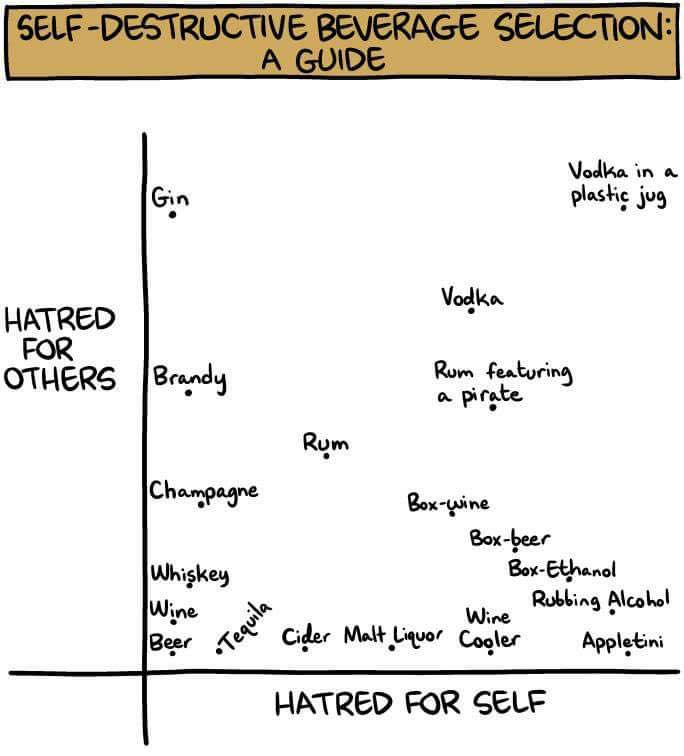 SELF-DESTRUCTIVE BEVERAGE SELECTION:
A GUIDE
Vodka in a
plastic jug
Gin
Vodka
HATRED
FOR
OTHERS
Brandy
Rum featuring
a pirate
Rum
Champagne
Box-wine
Box-beer
Whiskey
Box-Ethanol
Wine
Rubbing Alcohol
Beer
Tequila
Cider
Malt Liquor
Wine
Cooler
Appletini
HATRED FOR SELF